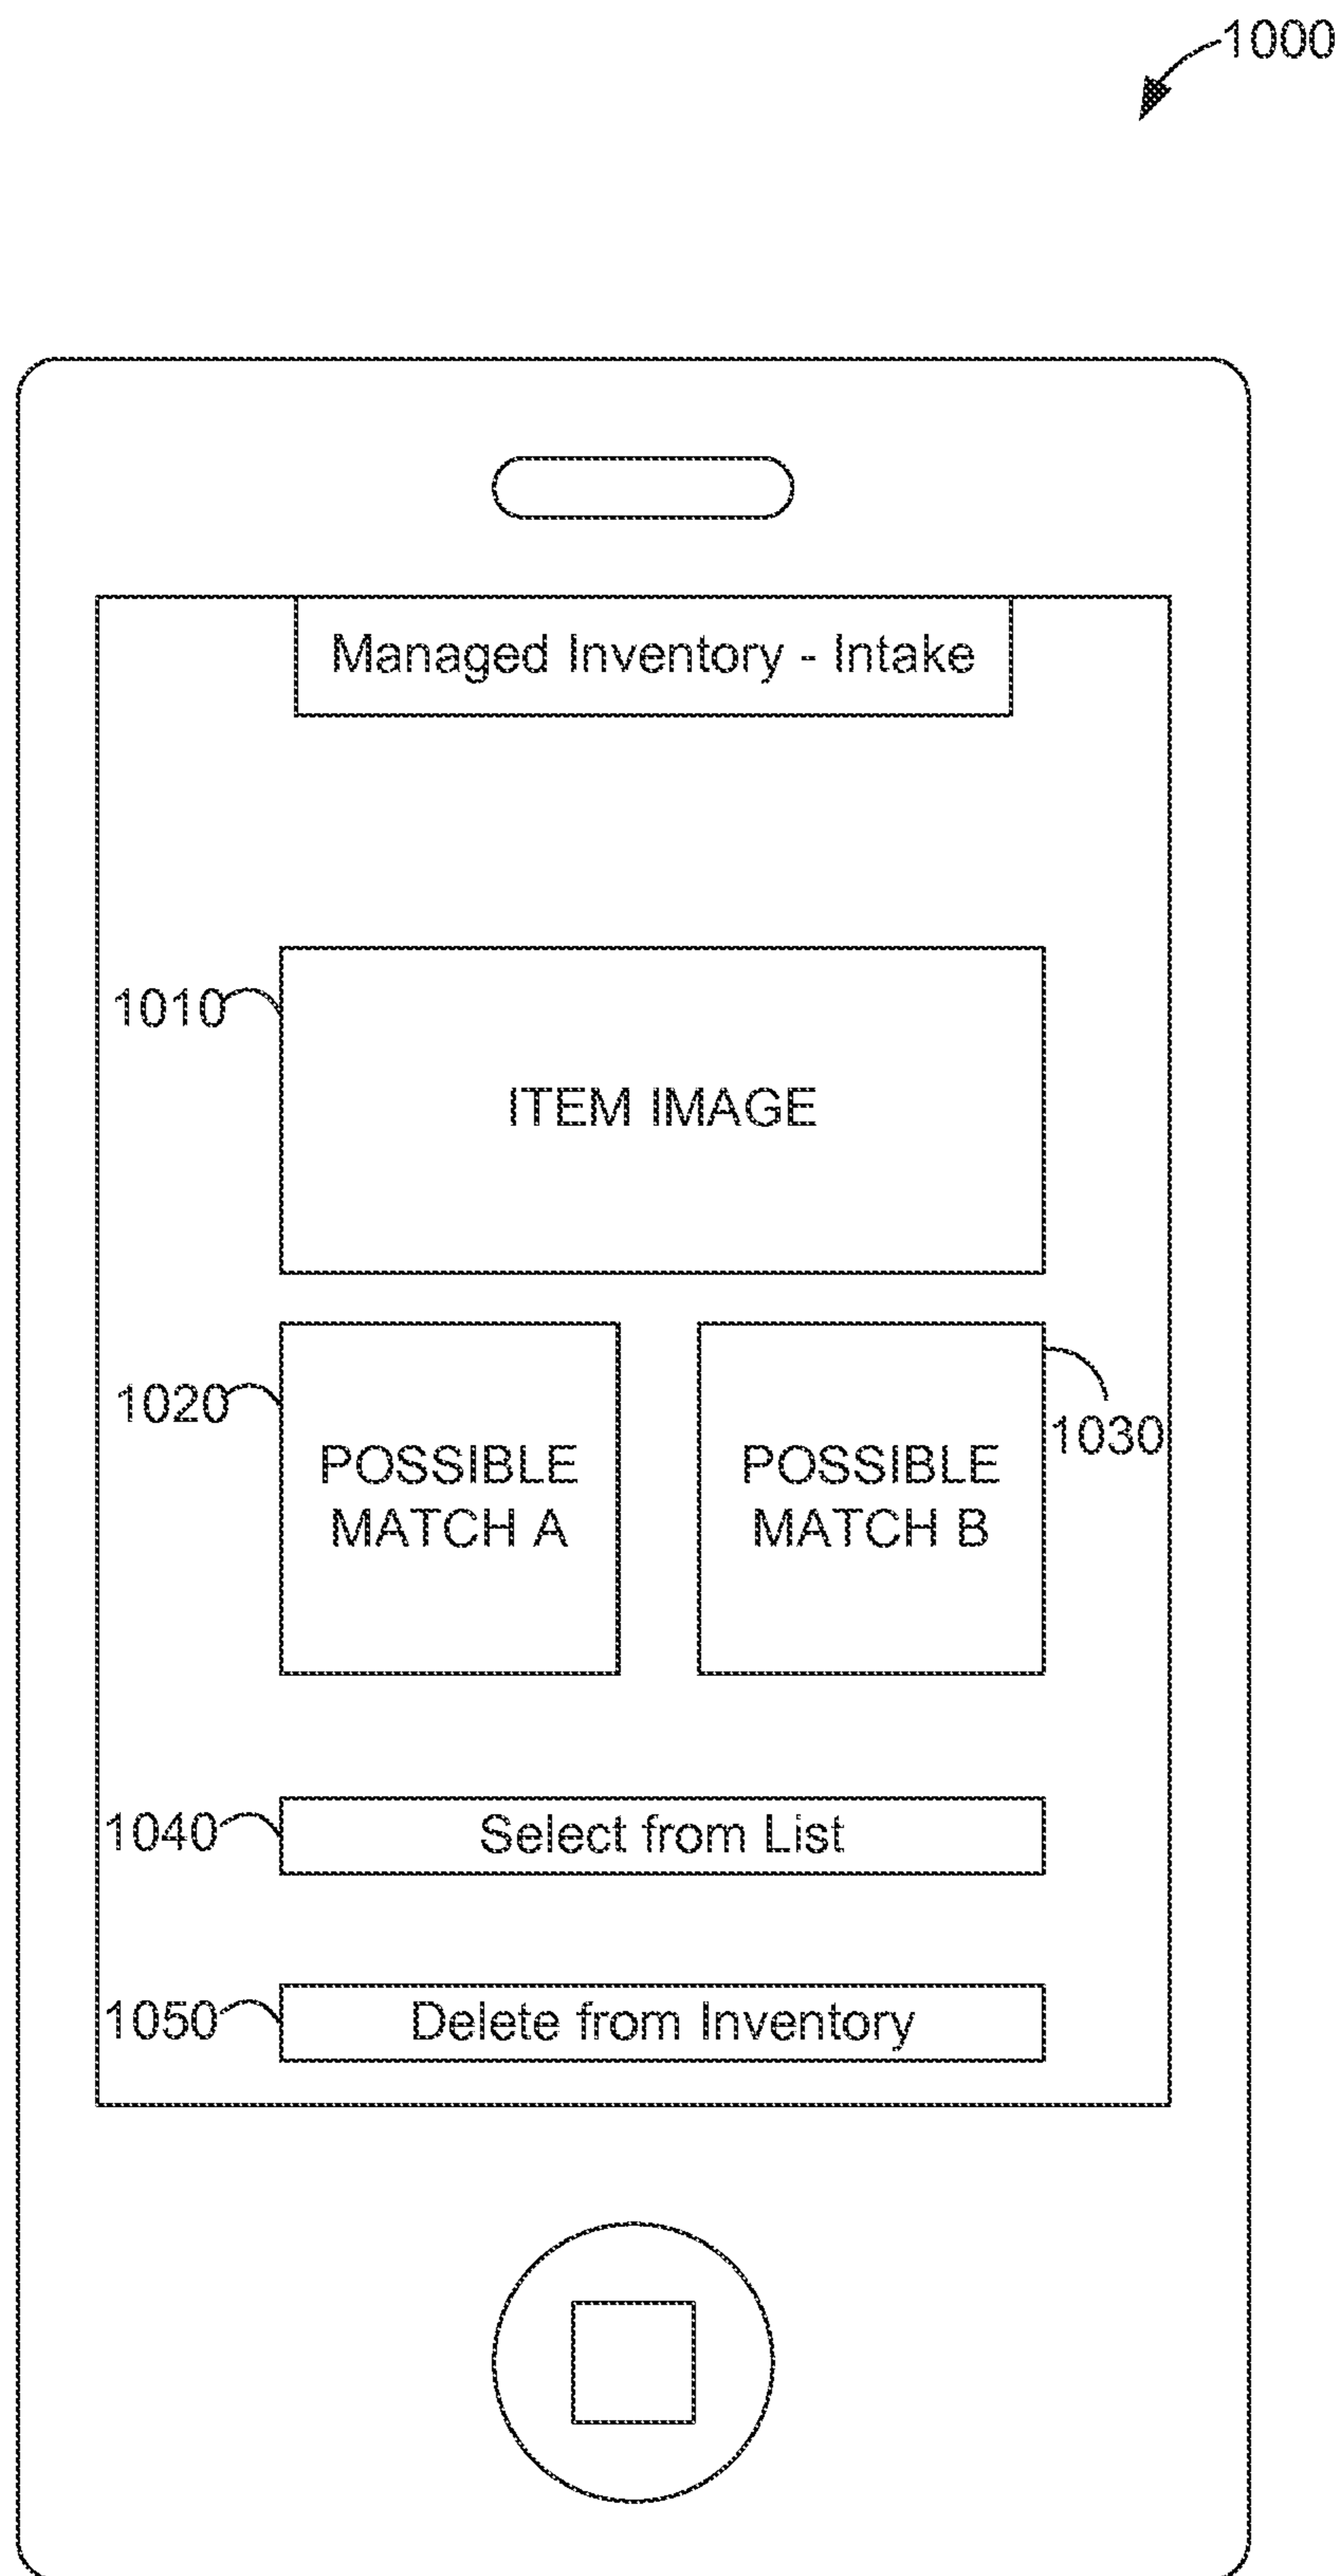 1000
Managed Inventory - Intake
1010
ITEM IMAGE
1020
POSSIBLE
MATCH A
POSSIBLE
MATCH B
1030
1040
Select from List
1050
Delete from Inventory